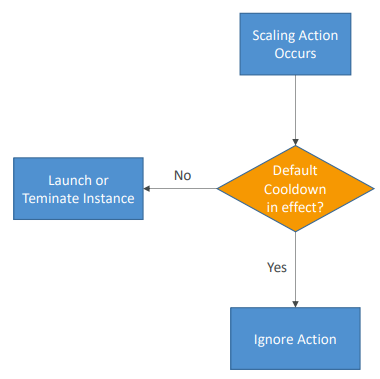 Scaling Action
Occurs
Default
Cooldown
in effect?
No
Launch or
Teminate Instance
Yes
Ignore Action